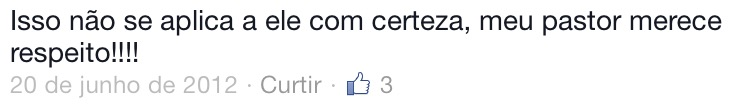 Isso não se aplica a ele com certeza, meu pastor merece
respeito!!!!
20 de junho de 2012 · Curtir · 3